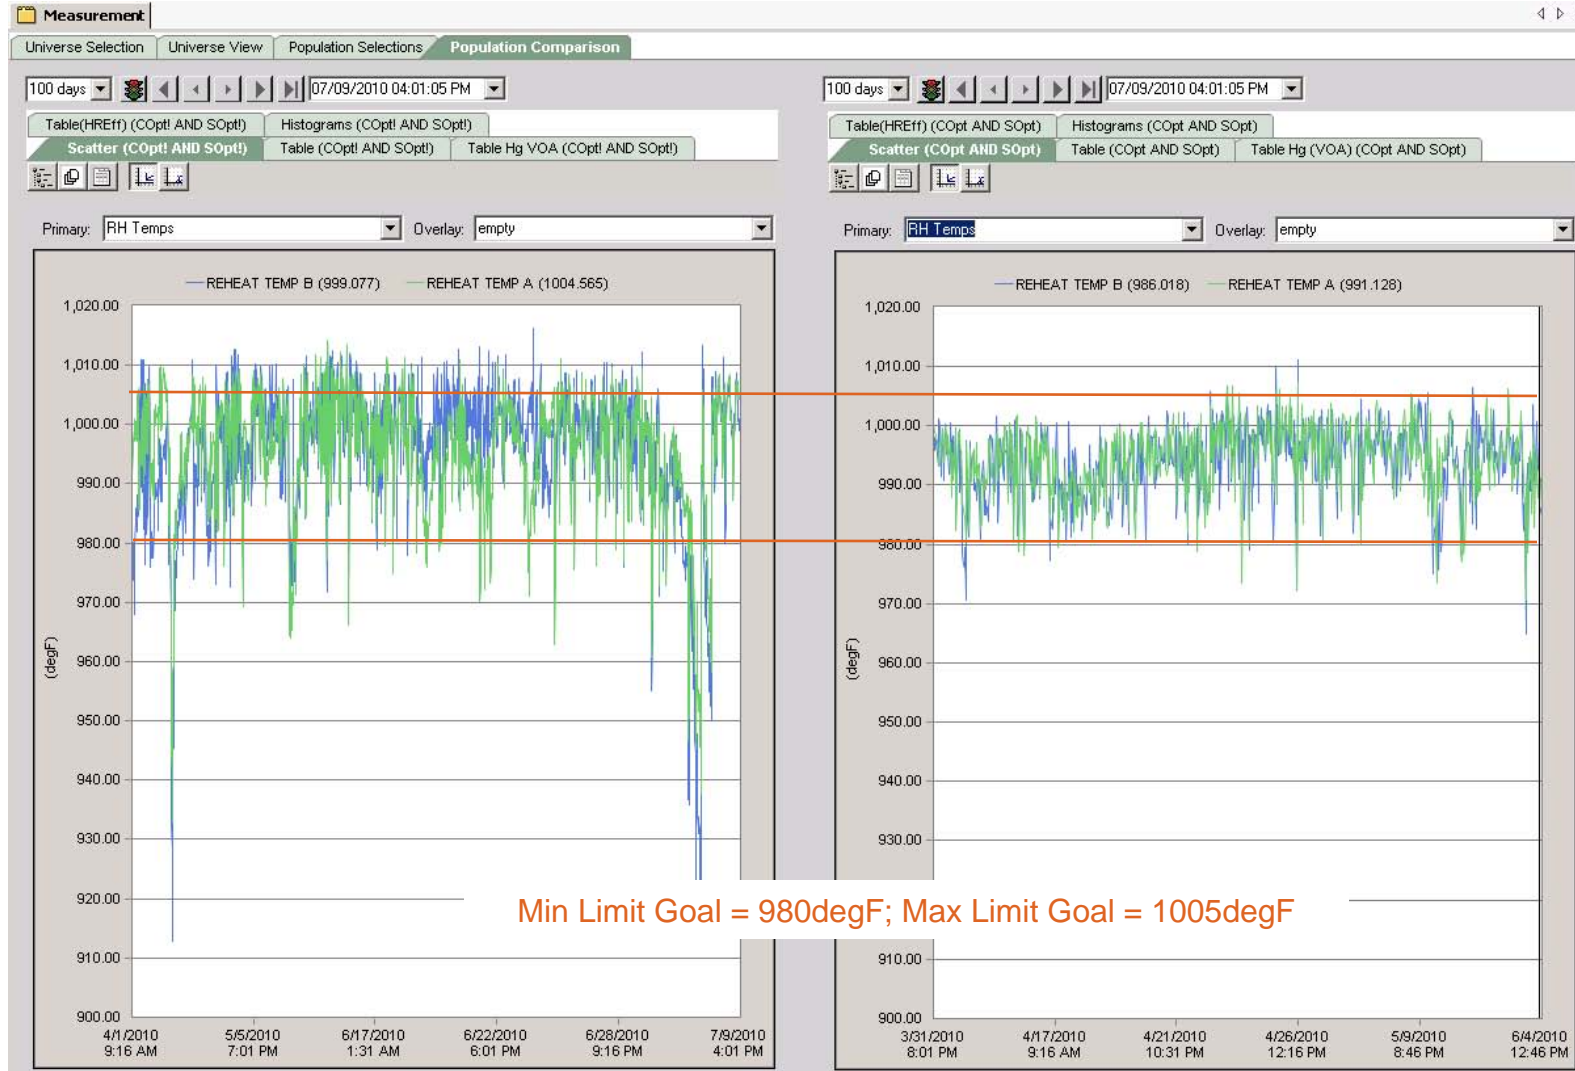 Measurement
Universe Selection Universe View Population Selections Population Comparison
100 days 07/09/2010 04:01:05 PM
Table(HREff) (COpt! AND SOpt!) Histograms (COpt! AND SOpt!)
Scatter (COpt! AND SOpt!) Table (COpt! AND SOpt!) Table Hg VOA (COpt! AND SOpt!)
Primary: RH Temps Overlay: empty
REHEAT TEMP B (999.077) REHEAT TEMP A (1004.565)
1,020.00
1,010.00
1,000.00
990.00
980.00
970.00
960.00
950.00
940.00
930.00
920.00
910.00
900.00
(degF)
4/1/2010 5/5/2010 6/17/2010 6/22/2010 6/28/2010 7/9/2010
9:16 AM 7:01 PM 1:31 AM 6:01 PM 9:16 PM 4:01 PM
100 days 07/09/2010 04:01:05 PM
Table(HREff) (COpt AND SOpt) Histograms (COpt AND SOpt)
Scatter (COpt AND SOpt) Table (COpt AND SOpt) Table Hg (VOA) (COpt AND SOpt)
Primary: RH Temps Overlay: empty
REHEAT TEMP B (986.018) REHEAT TEMP A (991.128)
1,020.00
1,010.00
1,000.00
990.00
980.00
970.00
960.00
950.00
940.00
930.00
920.00
910.00
900.00
(degF)
3/31/2010 4/17/2010 4/21/2010 4/26/2010 5/9/2010 6/4/2010
8:01 PM 9:16 AM 10:31 PM 12:16 PM 8:46 PM 12:46 PM
Min Limit Goal = 980degF; Max Limit Goal = 1005degF